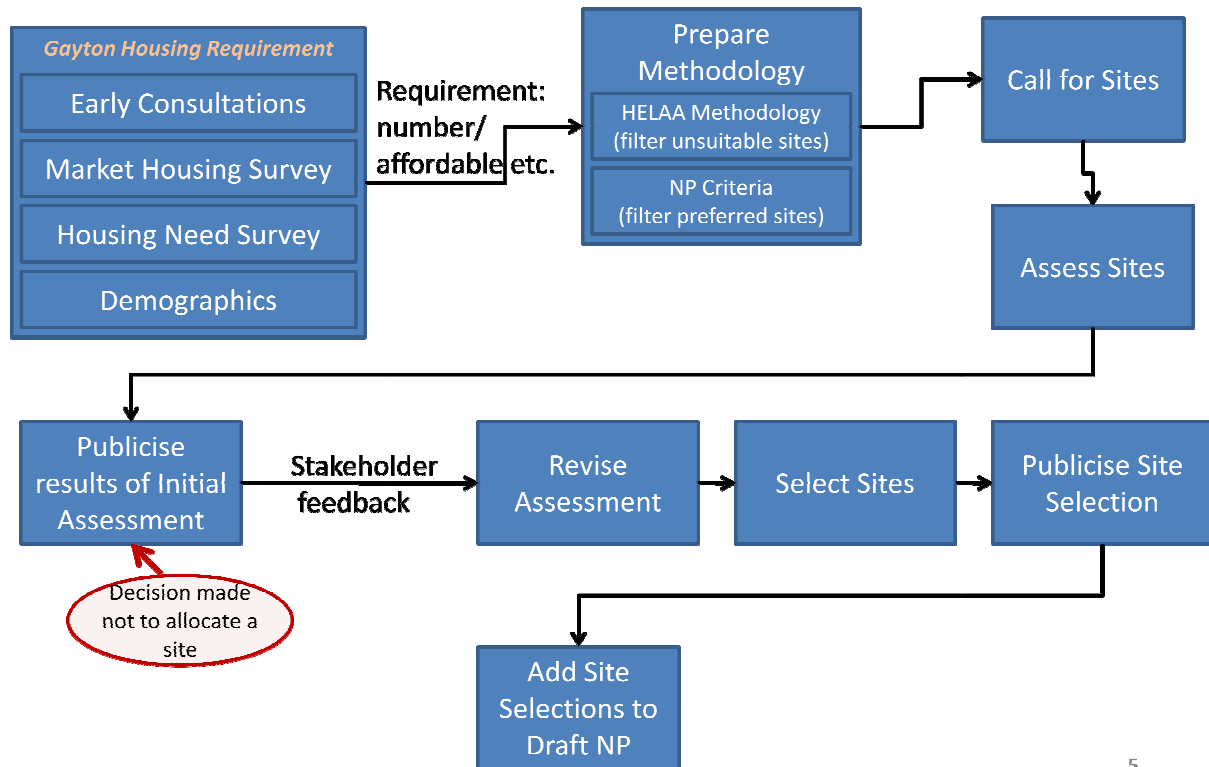 Gayton Housing Requirement
Early Consultations
Market Housing Survey
Housing Need Survey
Demographics
Requirement:
number/
affordable etc.
Prepare
Methodology
HELAA Methodology
(filter unsuitable sites)
NP Criteria
(filter preferred sites)
Call for Sites
Assess Sites
Publicise
results of Initial
Assessment
Stakeholder
feedback
Revise
Assessment
Select Sites
Publicise Site
Selection
Decision made
not to allocate a
site
Add Site
Selections to
Draft NP
5